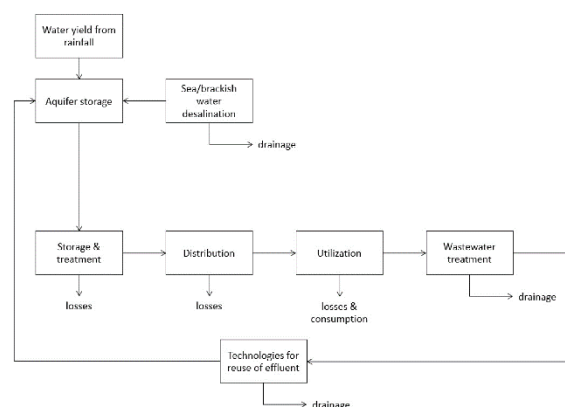 Water yield from
rainfall
Aquifer storage
Sea/brackish
water
desalination
drainage
Storage &
treatment
Distribution
Utilization
Wastewater
treatment
losses
losses
losses &
consumption
drainage
Technologies for
reuse of effluent
drainage